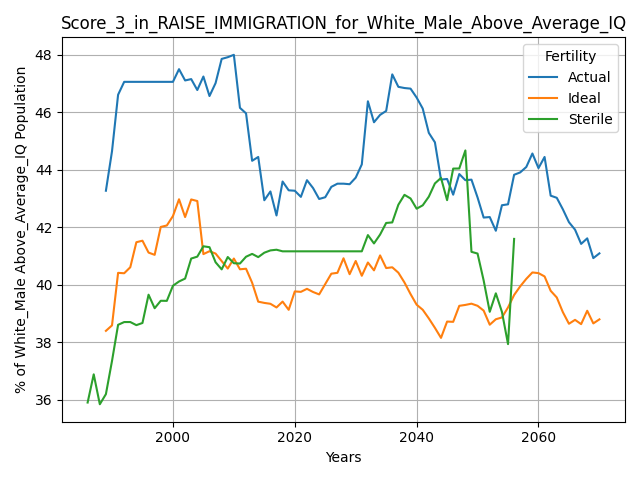 Score_3_in_RAISE_IMMIGRATION_for_White_Male_Above_Average_IQ
% of White_Male Above_Average_IQ Population
48
46
44
42
40
38
36
Fertility
Actual
Ideal
Sterile
2000
2020
2040
2060
Years